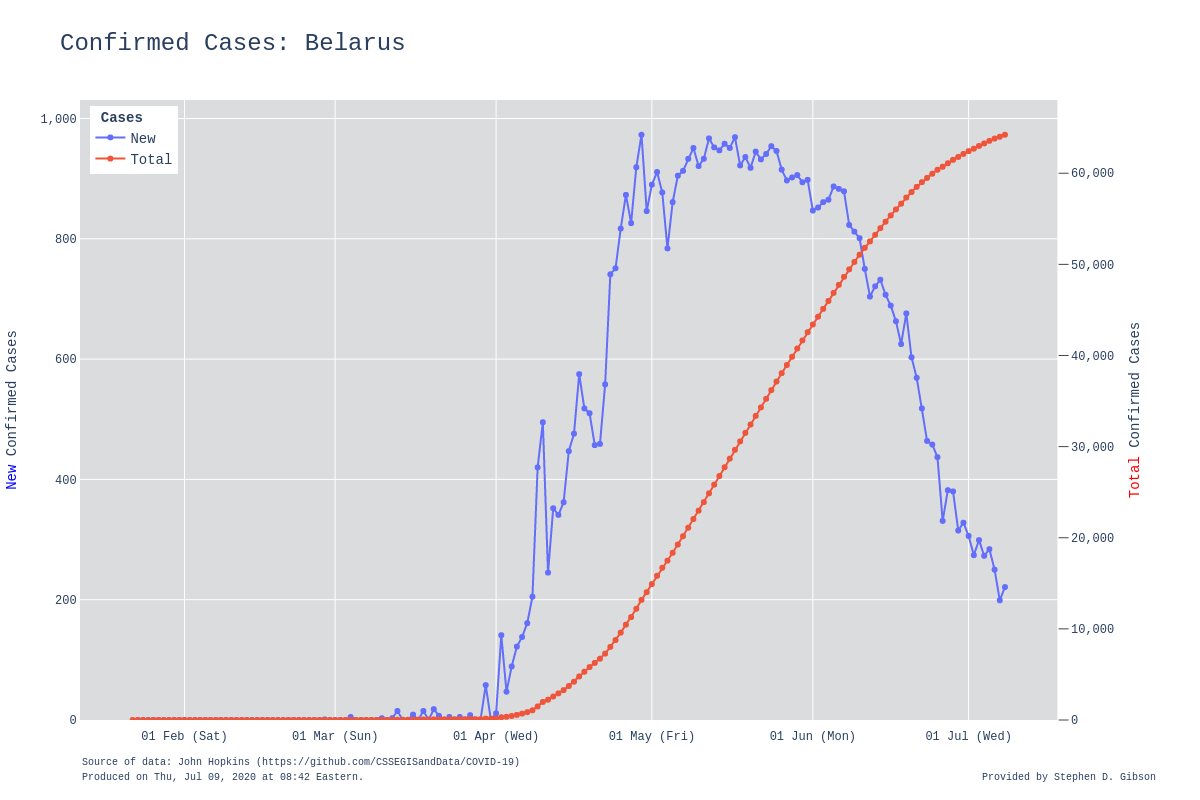 Confirmed Cases: Belarus
Cases
New
Total
1,000
800
600
400
200
0
60,000
50,000
40,000
30,000
20,000
10,000
0
New Confirmed Cases
Total Confirmed Cases
01 Feb (Sat)
01 Mar (Sun)
01 Apr (Wed)
01 May (Fri)
01 Jun (Mon)
01 Jul (Wed)
Source of data: John Hopkins (https://github.com/CSSEGISandData/COVID-19)
Produced on Thu, Jul 09, 2020 at 08:42 Eastern.
Provided by Stephen D. Gibson